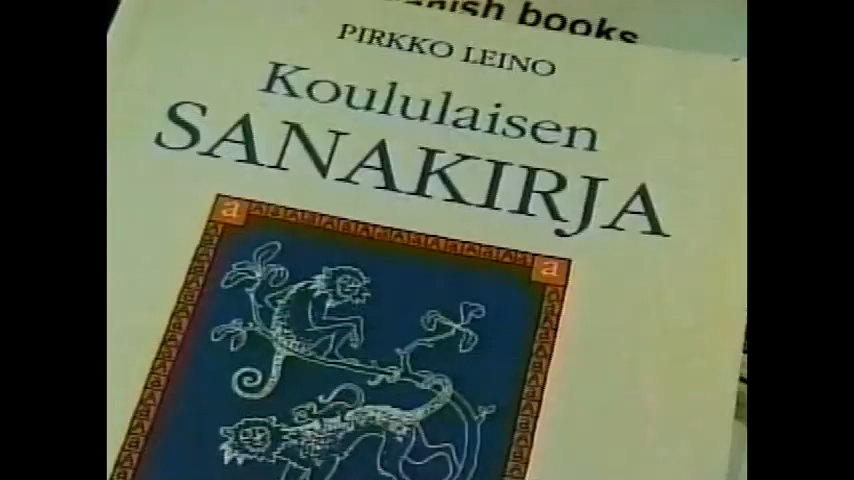 books
PIRKKO LEINO
Koululaisen
SANAKIRJA
a
a